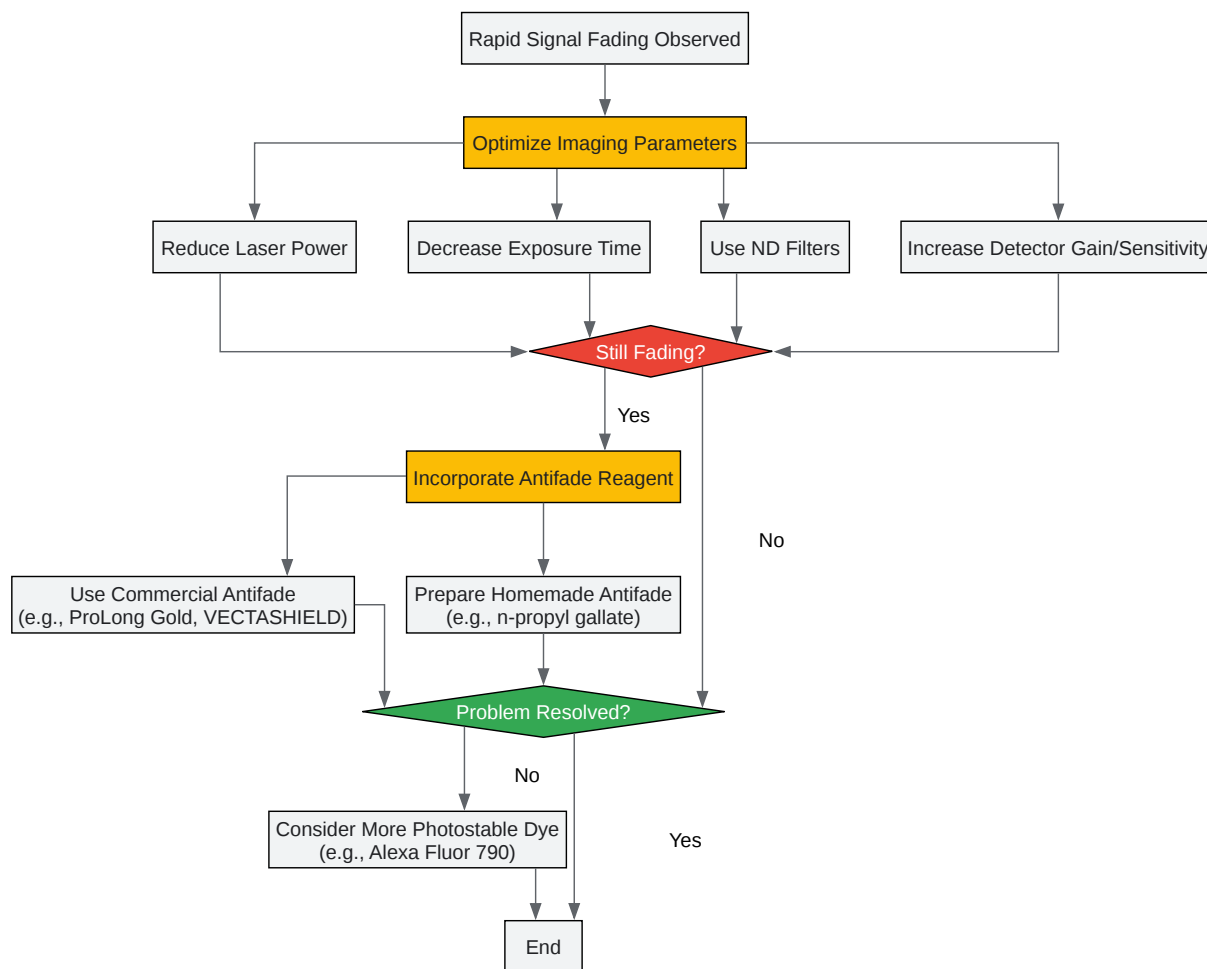 Rapid Signal Fading Observed
Optimize Imaging Parameters
Reduce Laser Power
Decrease Exposure Time
Use ND Filters
Increase Detector Gain/Sensitivity
Still Fading?
Yes
Incorporate Antifade Reagent
No
Use Commercial Antifade
(e.g., ProLong Gold, VECTASHIELD)
Prepare Homemade Antifade
(e.g., n-propyl gallate)
Problem Resolved?
No
Consider More Photostable Dye
(e.g., Alexa Fluor 790)
Yes
End